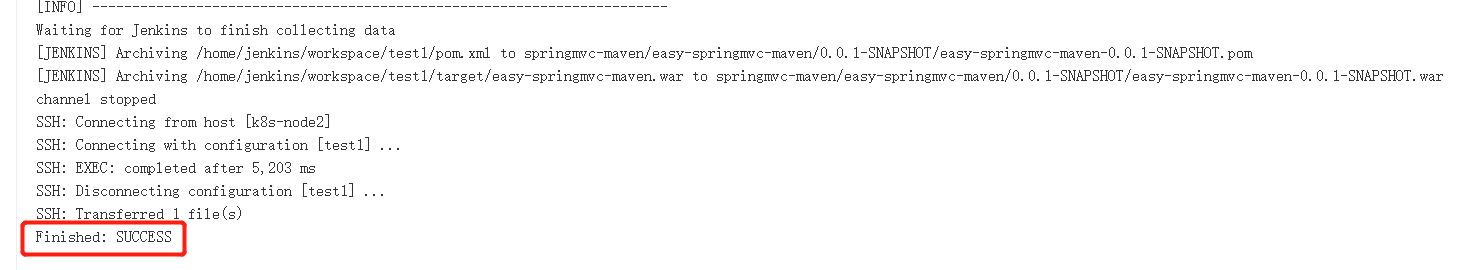 [INFO] ------------------------------------------------------------------------
Waiting for Jenkins to finish collecting data
[JENKINS] Archiving /home/jenkins/workspace/test1/pom.xml to springmvc-maven/easy-springmvc-maven/0.0.1-SNAPSHOT/easy-springmvc-maven-0.0.1-SNAPSHOT.pom
[JENKINS] Archiving /home/jenkins/workspace/test1/target/easy-springmvc-maven.war to springmvc-maven/easy-springmvc-maven/0.0.1-SNAPSHOT/easy-springmvc-maven-0.0.1-SNAPSHOT.war
channel stopped
SSH: Connecting from host [k8s-node2]
SSH: Connecting with configuration [test1] ...
SSH: EXEC: completed after 5,203 ms
SSH: Disconnecting configuration [test1] ...
SSH: Transferred 1 file(s)
Finished: SUCCESS